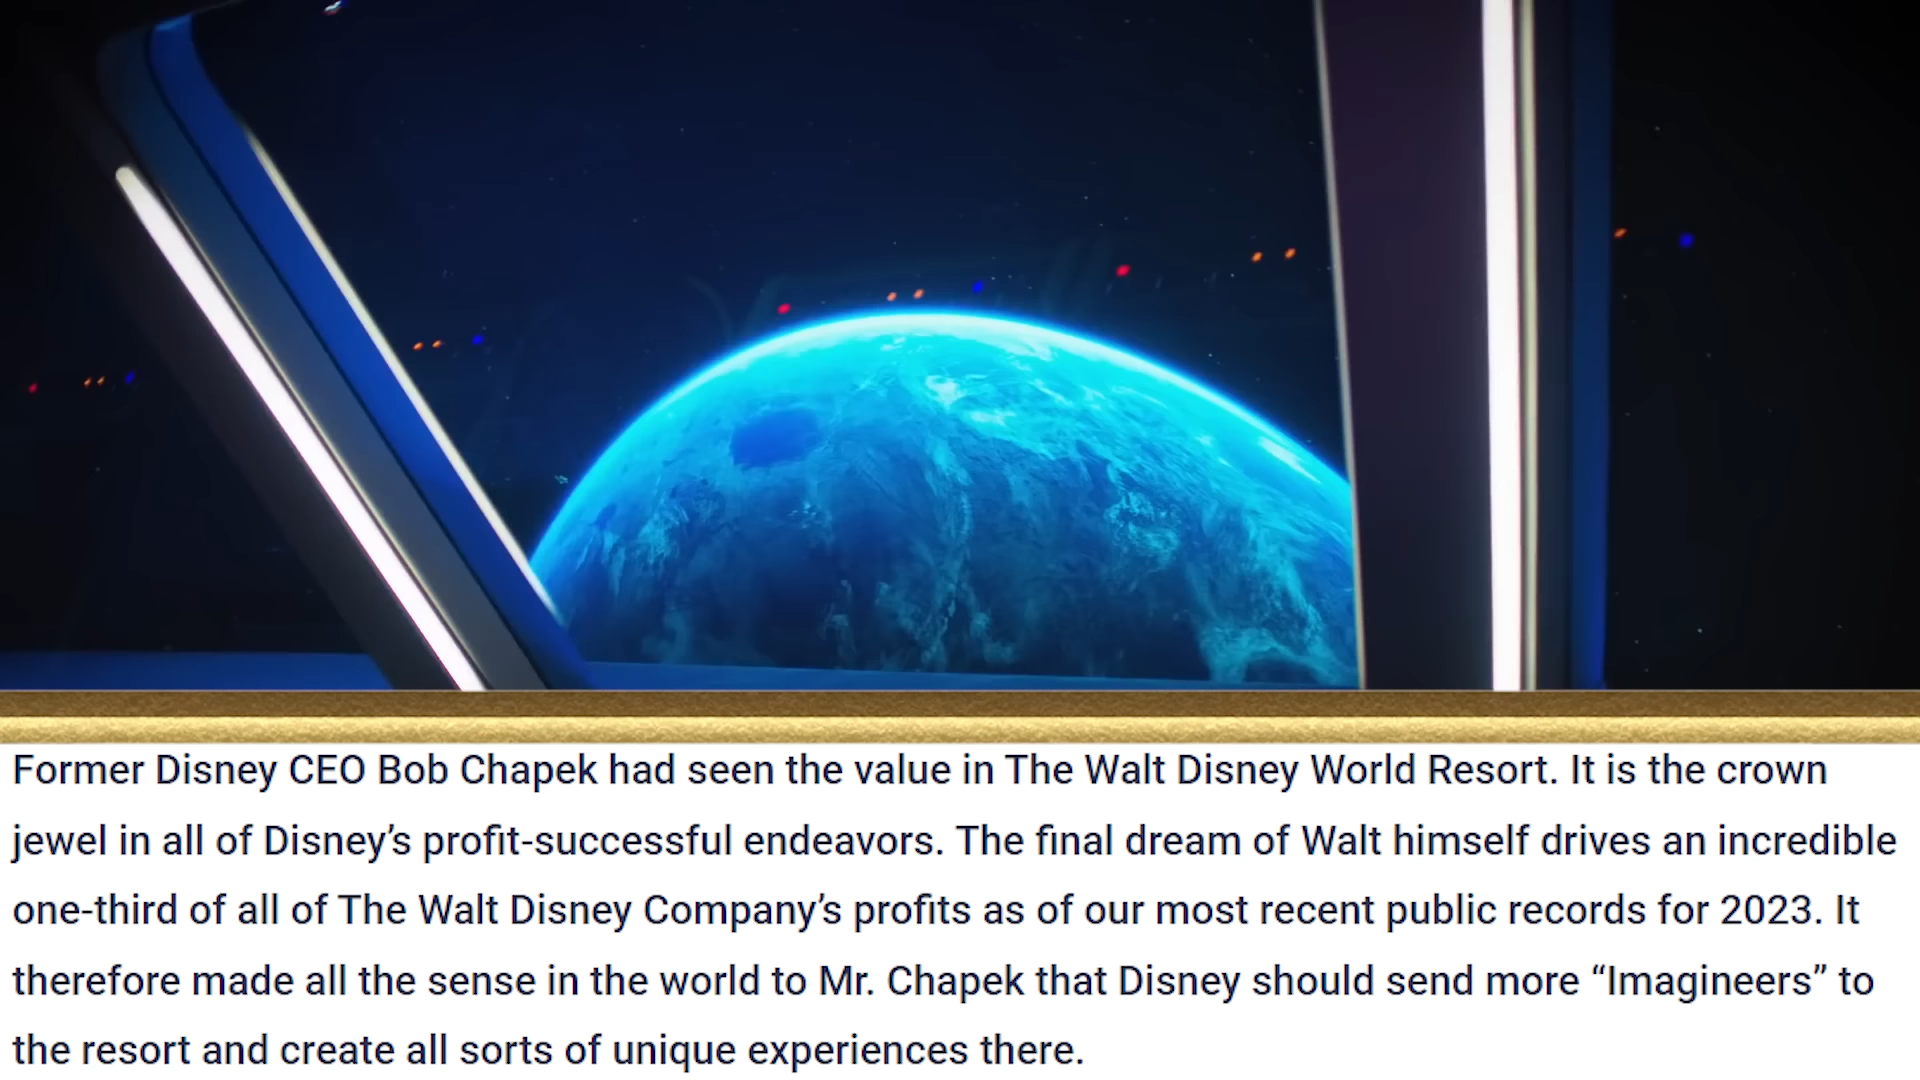 Former Disney CEO Bob Chapek had seen the value in The Walt Disney World Resort. It is the crown
jewel in all of Disney’s profit-successful endeavors. The final dream of Walt himself drives an incredible
one-third of all of The Walt Disney Company’s profits as of our most recent public records for 2023. It
therefore made all the sense in the world to Mr. Chapek that Disney should send more “Imagineers” to
the resort and create all sorts of unique experiences there.